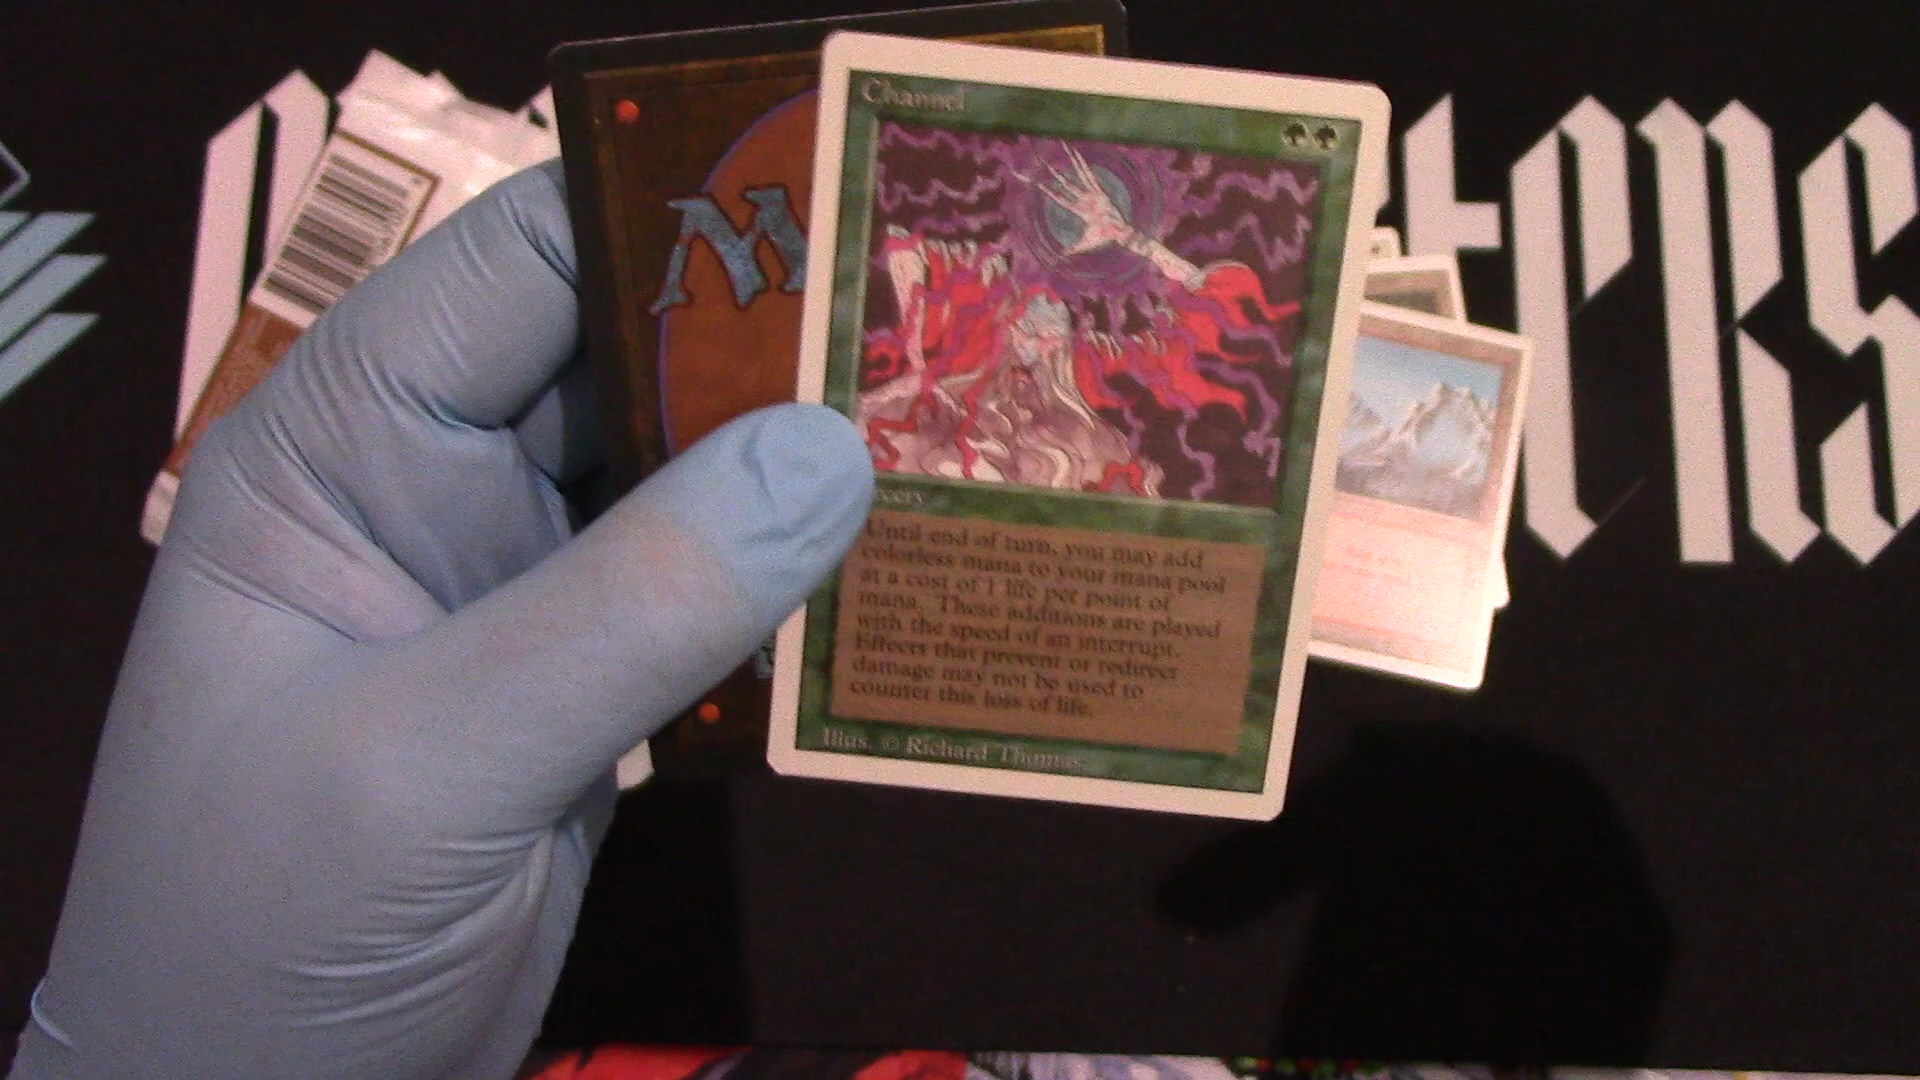 Channel
rcery
Until end of turn, you may add
colorless mana to your mana pool
at a cost of 1 life per point of
mana. These additions are played
with the speed of an interrupt.
Effects that prevent or redirect
damage may not be used to
counter this loss of life.
Illus. © Richard Thomas
M